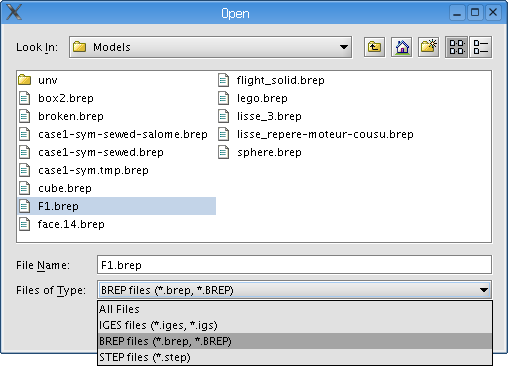 Open
Look In:
Models
unv
box2.brep
broken.brep
case1-sym-sewed-salome.brep
case1-sym-sewed.brep
case1-sym.tmp.brep
cube.brep
F1.brep
face.14.brep
flight_solid.brep
lego.brep
lisse_3.brep
lisse_repere-moteur-cousu.brep
sphere.brep
File Name:
F1.brep
Files of Type:
BREP files (*.brep, *.BREP)
All Files
IGES files (*.iges, *.igs)
BREP files (*.brep, *.BREP)
STEP files (*.step)